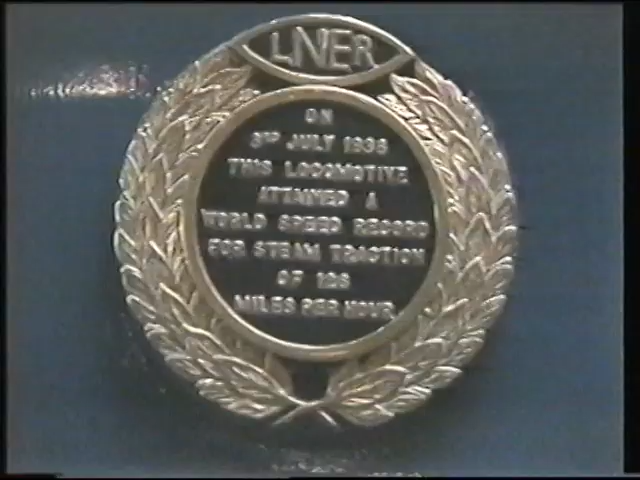 LNER
ON
3RD JULY 1938
THIS LOCOMOTIVE
ATTAINED A
WORLD SPEED RECORD
FOR STEAM TRACTION
OF 126
MILES PER HOUR